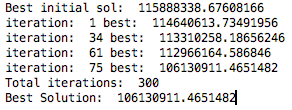 Best initial sol:  115888338.67608166
iteration:  1 best:  114640613.73491956
iteration:  34 best:  113310258.18656246
iteration:  61 best:  112966164.586846
iteration:  75 best:  106130911.4651482
Total iterations:  300
Best Solution:  106130911.4651482